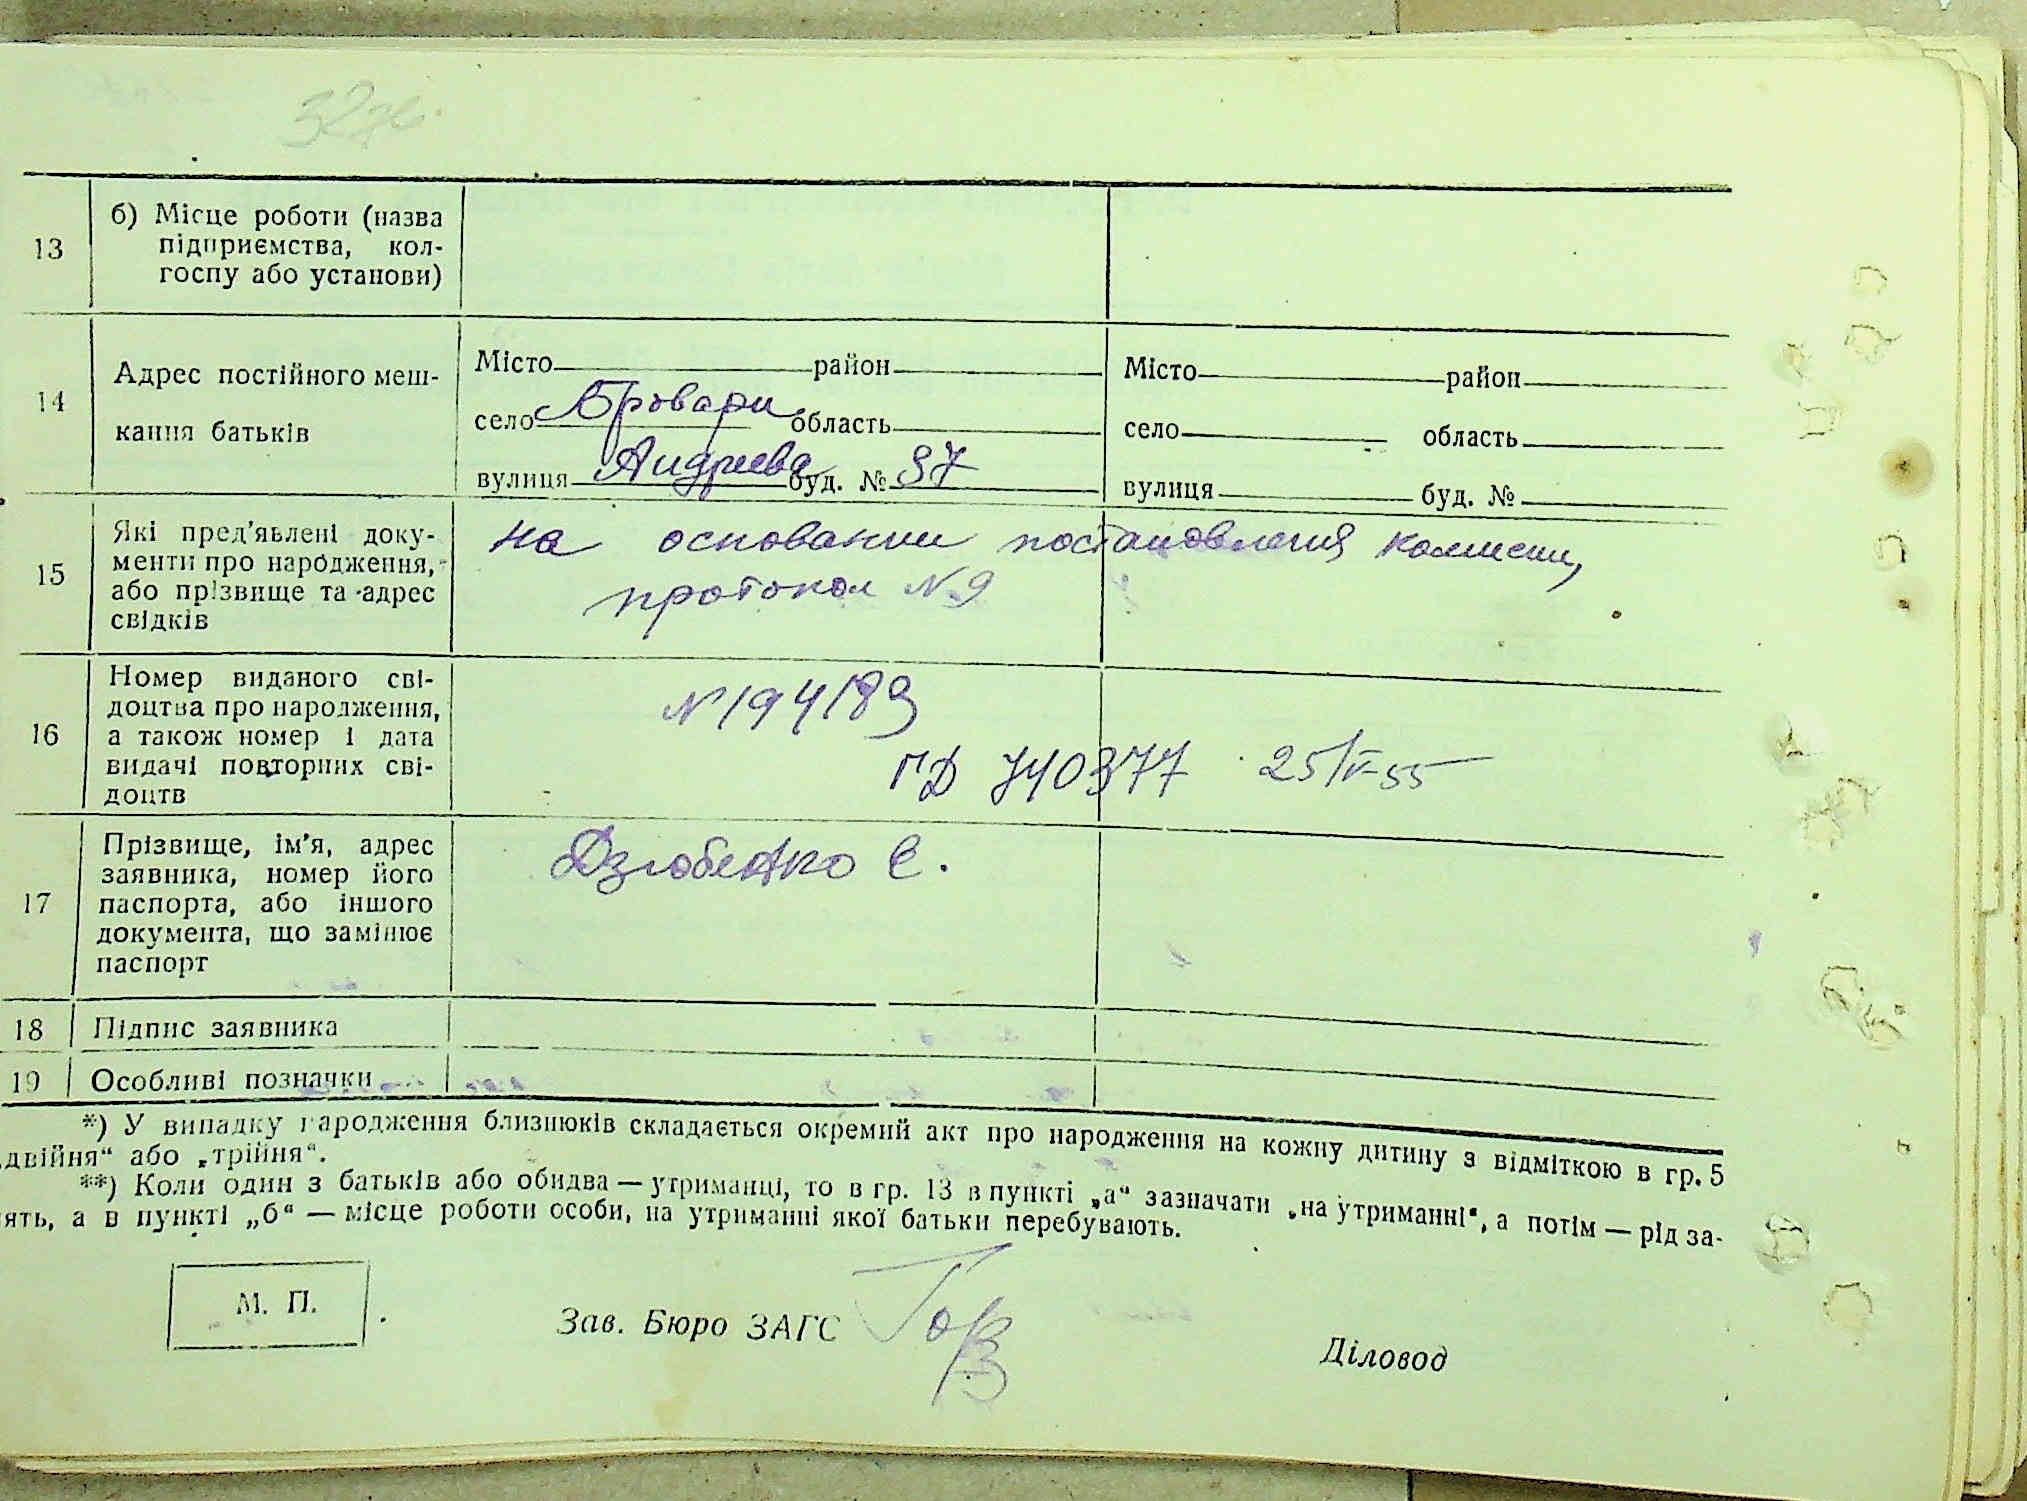 13
б) Місце роботи (назва
підприємства, кол-
госпу або установи)
14
Адрес постійного меш-
кання батьків
Місто район
село Бровари область
вулиця Андреева буд. № 97
Місто район
село область
вулиця буд. №
15
Які пред'явлені доку-
менти про народження,
або прізвище та адрес
свідків
на основании постановления комиссии,
протокол N 9
16
Номер виданого сві-
доцтва про народження,
а також номер і дата
видачі повторних сві-
доцтв
N 194189
ГД 740377 25/V-55
17
Прізвище, ім'я, адрес
заявника, номер його
паспорта, або іншого
документа, що замінює
паспорт
Дзюбенко Е.
18 Підпис заявника
19 Особливі позначки
*) У випадку народження близнюків складається окремий акт про народження на кожну дитину з відміткою в гр. 5
„двійня“ або „трійня“.
**) Коли один з батьків або обидва — утриманці, то в гр. 13 в пункті „а“ зазначати „на утриманні“, а потім — рід за-
ять, а в пункті „б“ — місце роботи особи, на утриманні якої батьки перебувають.
М. П.
Зав. Бюро ЗАГС
Діловод